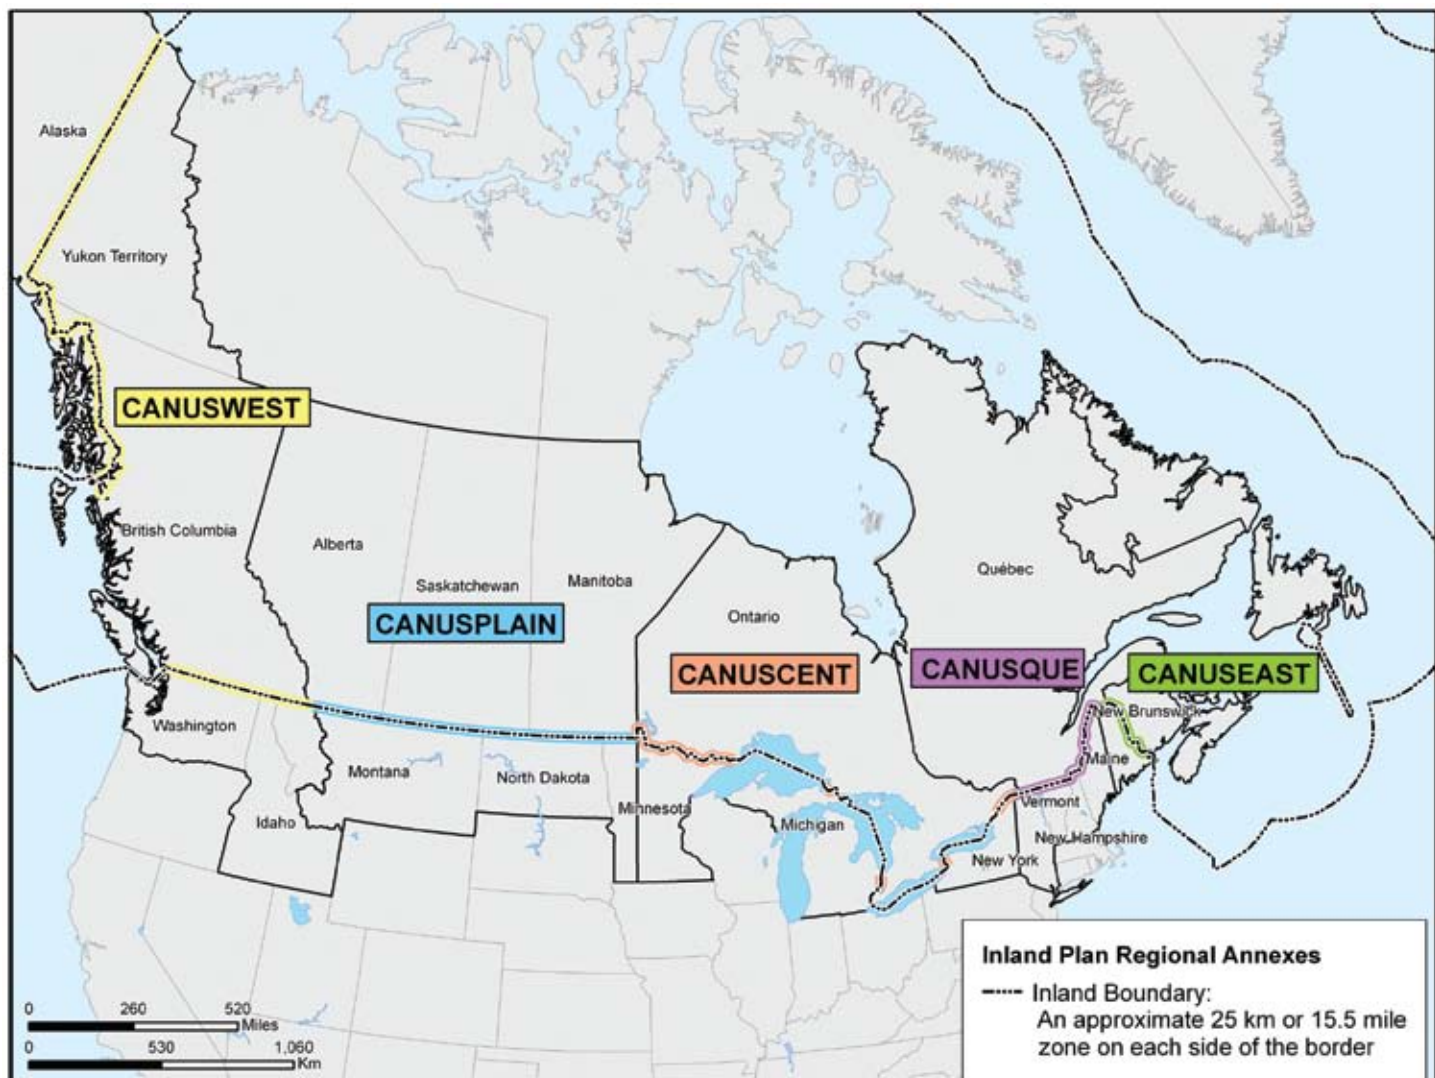 Alaska
Yukon Territory
CANUSWEST
British Columbia
Alberta
Saskatchewan
Manitoba
CANUSPLAIN
Ontario
Québec
CANUSCENT
CANUSQUE
CANUSEAST
Washington
New Brunswick
Montana
North Dakota
Maine
Idaho
Minnesota
Michigan
Vermont
New Hampshire
New York
Inland Plan Regional Annexes
Inland Boundary:
An approximate 25 km or 15.5 mile
zone on each side of the border
0 260 520
Miles
0 530 1,060
Km